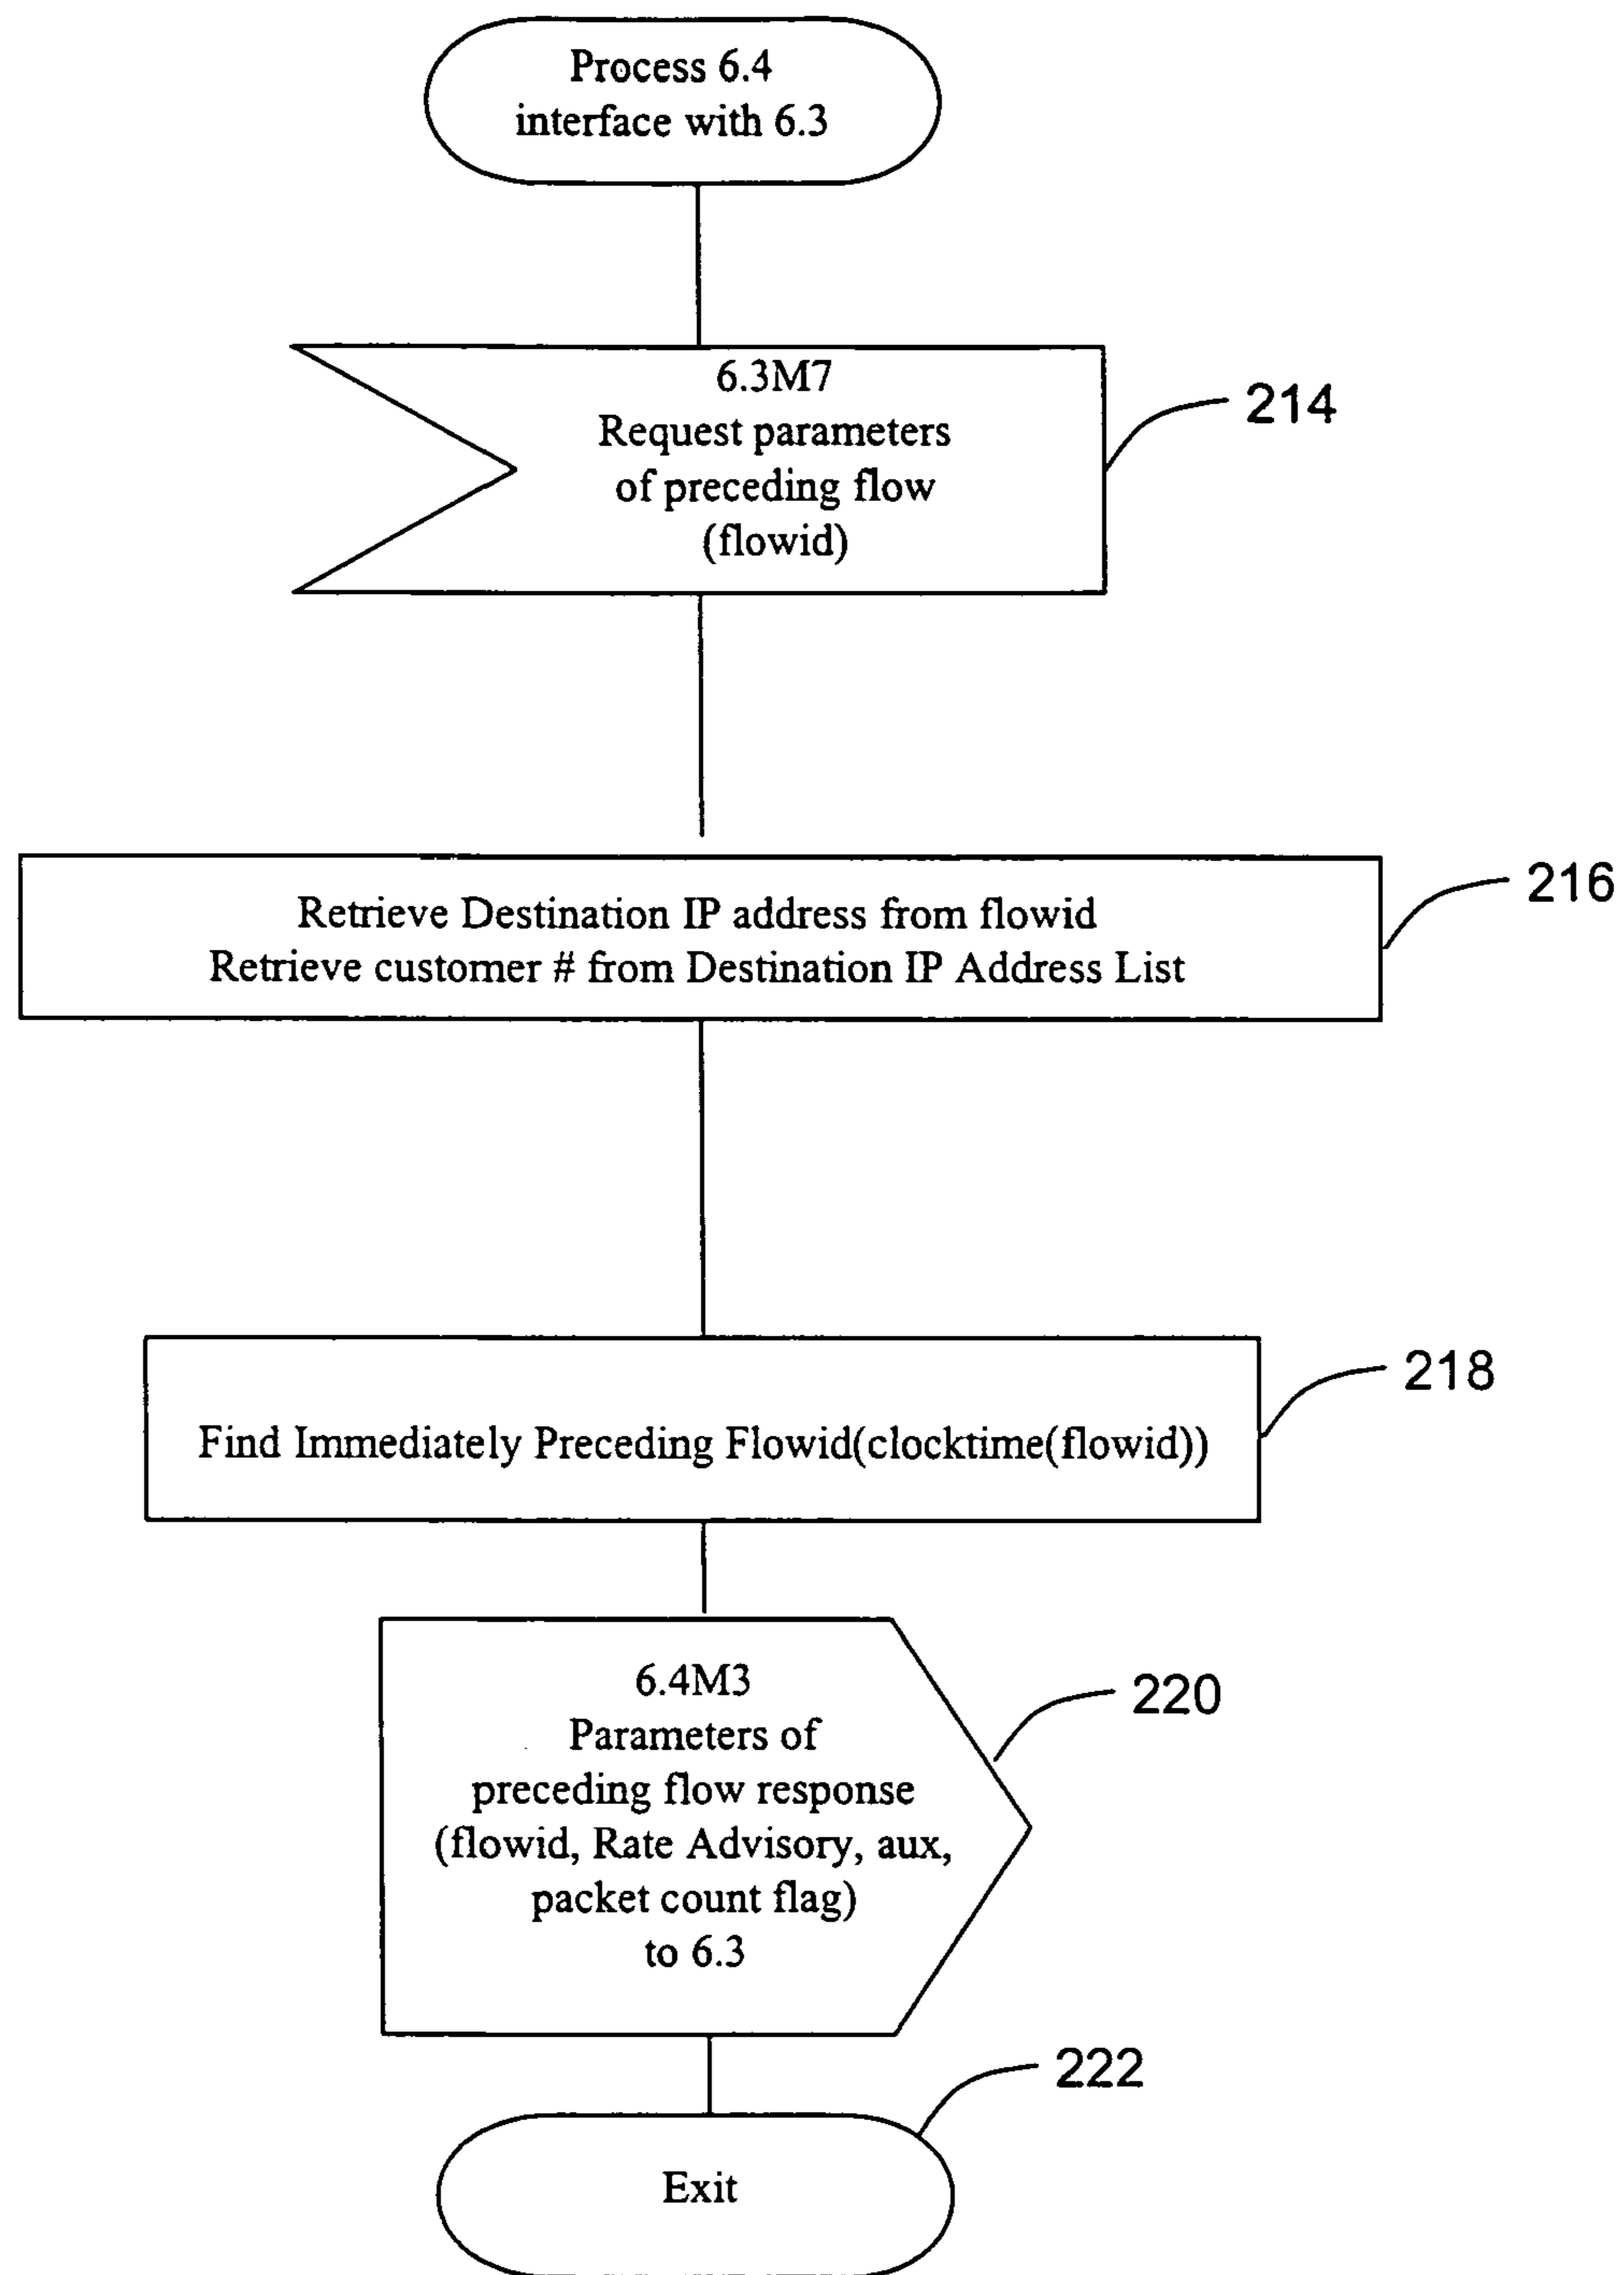 Process 6.4
interface with 6.3
6.3M7
Request parameters
of preceding flow
(flowid)
214
Retrieve Destination IP address from flowid
Retrieve customer # from Destination IP Address List
216
Find Immediately Preceding Flowid(clocktime(flowid))
218
6.4M3
Parameters of
preceding flow response
(flowid, Rate Advisory, aux,
packet count flag)
to 6.3
220
Exit
222